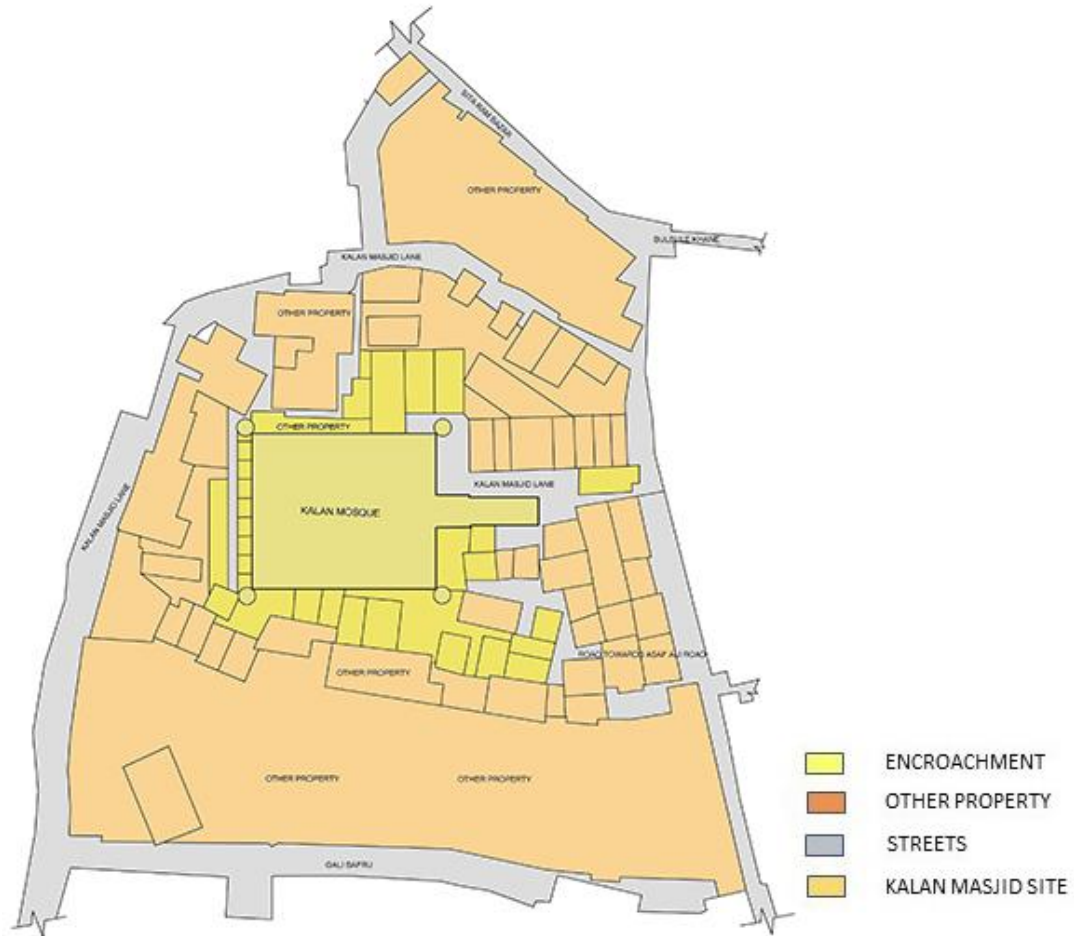 SITA RAM BAZAR
OTHER PROPERTY
BULBULE KHANE
KALAN MASJID LANE
OTHER PROPERTY
OTHER PROPERTY
KALAN MASJID LANE
KALAN MOSQUE
KALAN MASJID LANE
ROAD TOWARDS ASAF ALI ROAD
OTHER PROPERTY
OTHER PROPERTY
OTHER PROPERTY
GALI
ENCROACHMENT
OTHER PROPERTY
STREETS
KALAN MASJID SITE